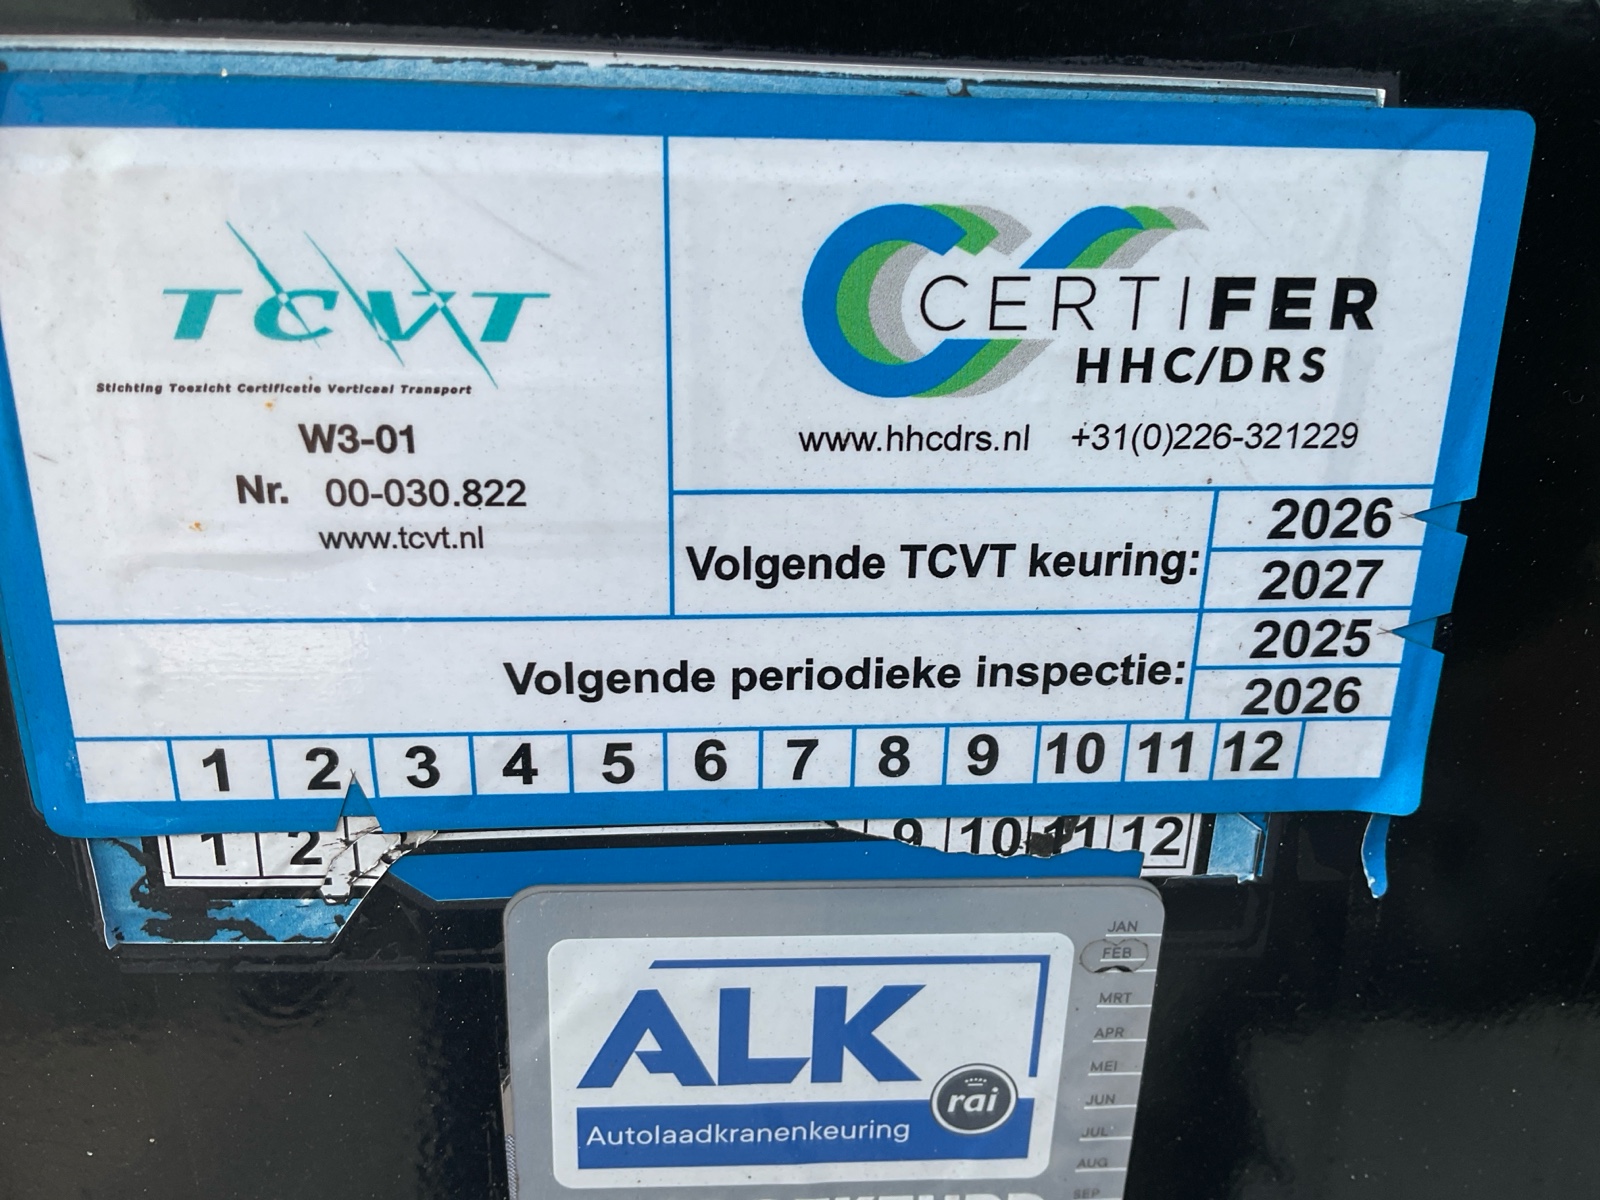 TCVT
Stichting Toezicht Certificatie Verticaal Transport
W3-01
Nr. 00-030.822
www.tcvt.nl
CERTIFER
HHC/DRS
www.hhcdrs.nl +31(0)226-321229
Volgende TCVT keuring:
2026
2027
Volgende periodieke inspectie:
2025
2026
1 2 3 4 5 6 7 8 9 10 11 12
1 2 9 10 11 12
ALK
rai
Autolaadkranenkeuring
JAN
FEB
MRT
APR
MEI
JUN
JUL
AUG
SEP